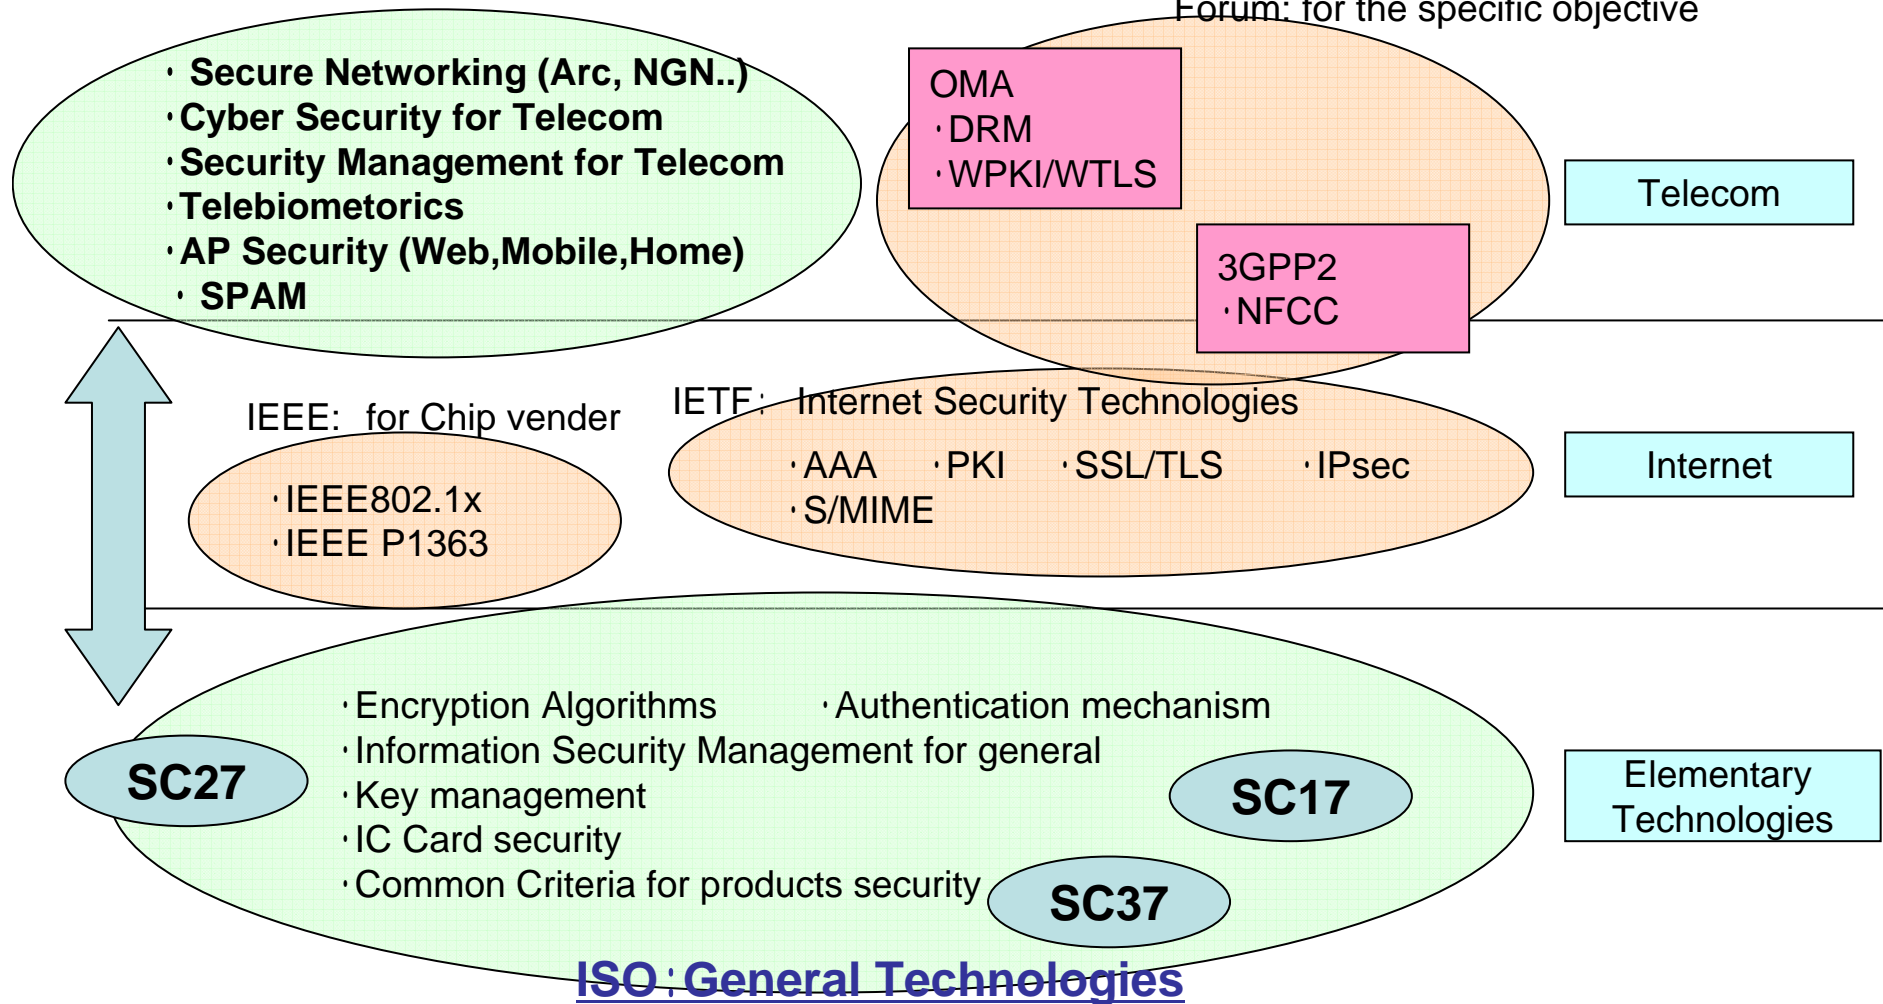 Forum: for the specific objective
· Secure Networking (Arc, NGN..)
·Cyber Security for Telecom
·Security Management for Telecom
·Telebiometorics
·AP Security (Web,Mobile,Home)
· SPAM
OMA
·DRM
·WPKI/WTLS
3GPP2
·NFCC
Telecom
IEEE: for Chip vender
·IEEE802.1x
·IEEE P1363
IETF: Internet Security Technologies
·AAA ·PKI ·SSL/TLS ·IPsec
·S/MIME
Internet
·Encryption Algorithms ·Authentication mechanism
·Information Security Management for general
·Key management
·IC Card security
·Common Criteria for products security
SC27
SC17
SC37
Elementary
Technologies
ISO:General Technologies